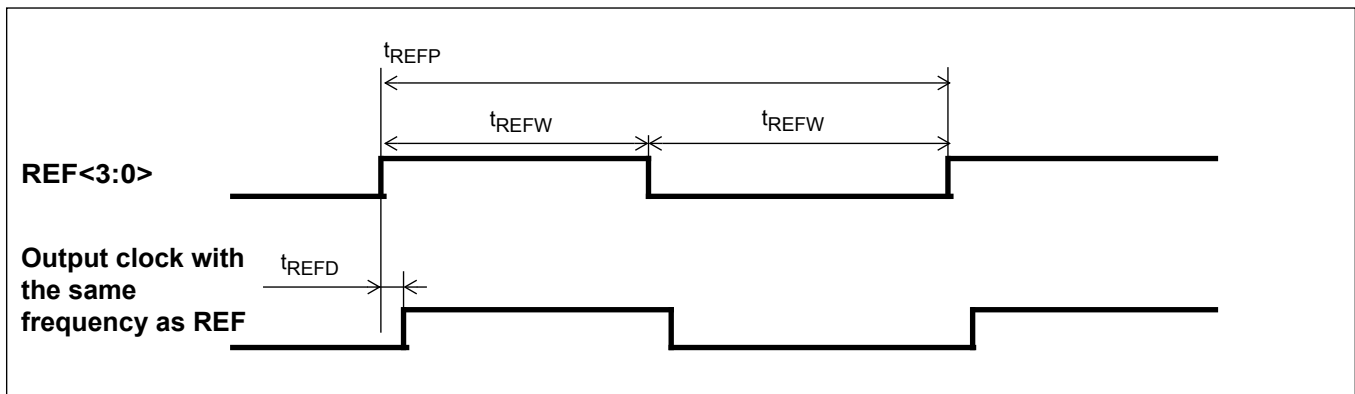 tREFP
tREFW tREFW
REF<3:0>
Output clock with
the same
frequency as REF
tREFD